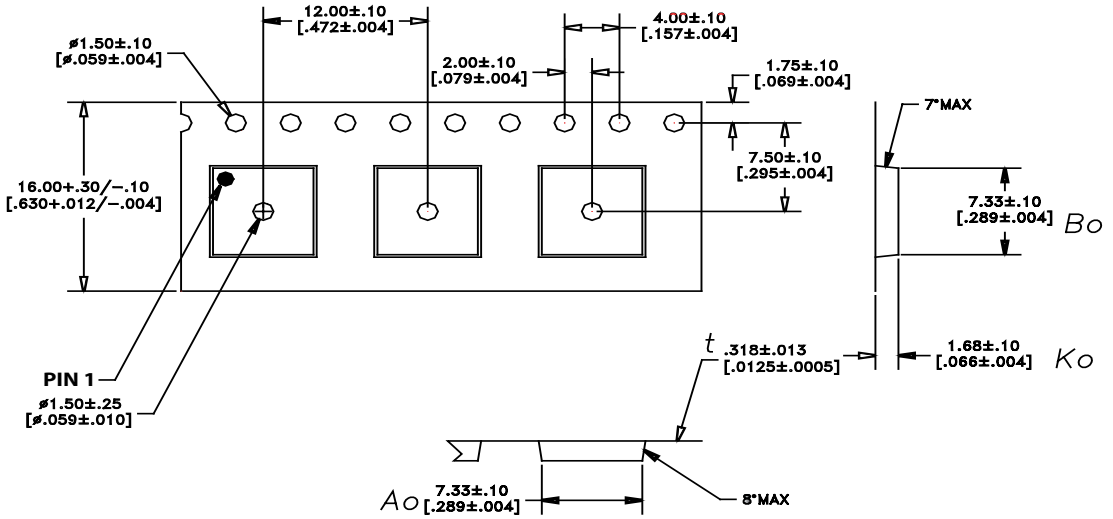 12.00±.10
[.472±.004]
4.00±.10
[.157±.004]
ø1.50±.10
[ø.059±.004]
2.00±.10
[.079±.004]
1.75±.10
[.069±.004]
7°MAX
7.50±.10
[.295±.004]
16.00+.30/-.10
[.630+.012/-.004]
7.33±.10
[.289±.004]
Bo
t
.318±.013
[.0125±.0005]
1.68±.10
[.066±.004]
Ko
PIN 1
ø1.50±.25
[ø.059±.010]
Ao
7.33±.10
[.289±.004]
8°MAX